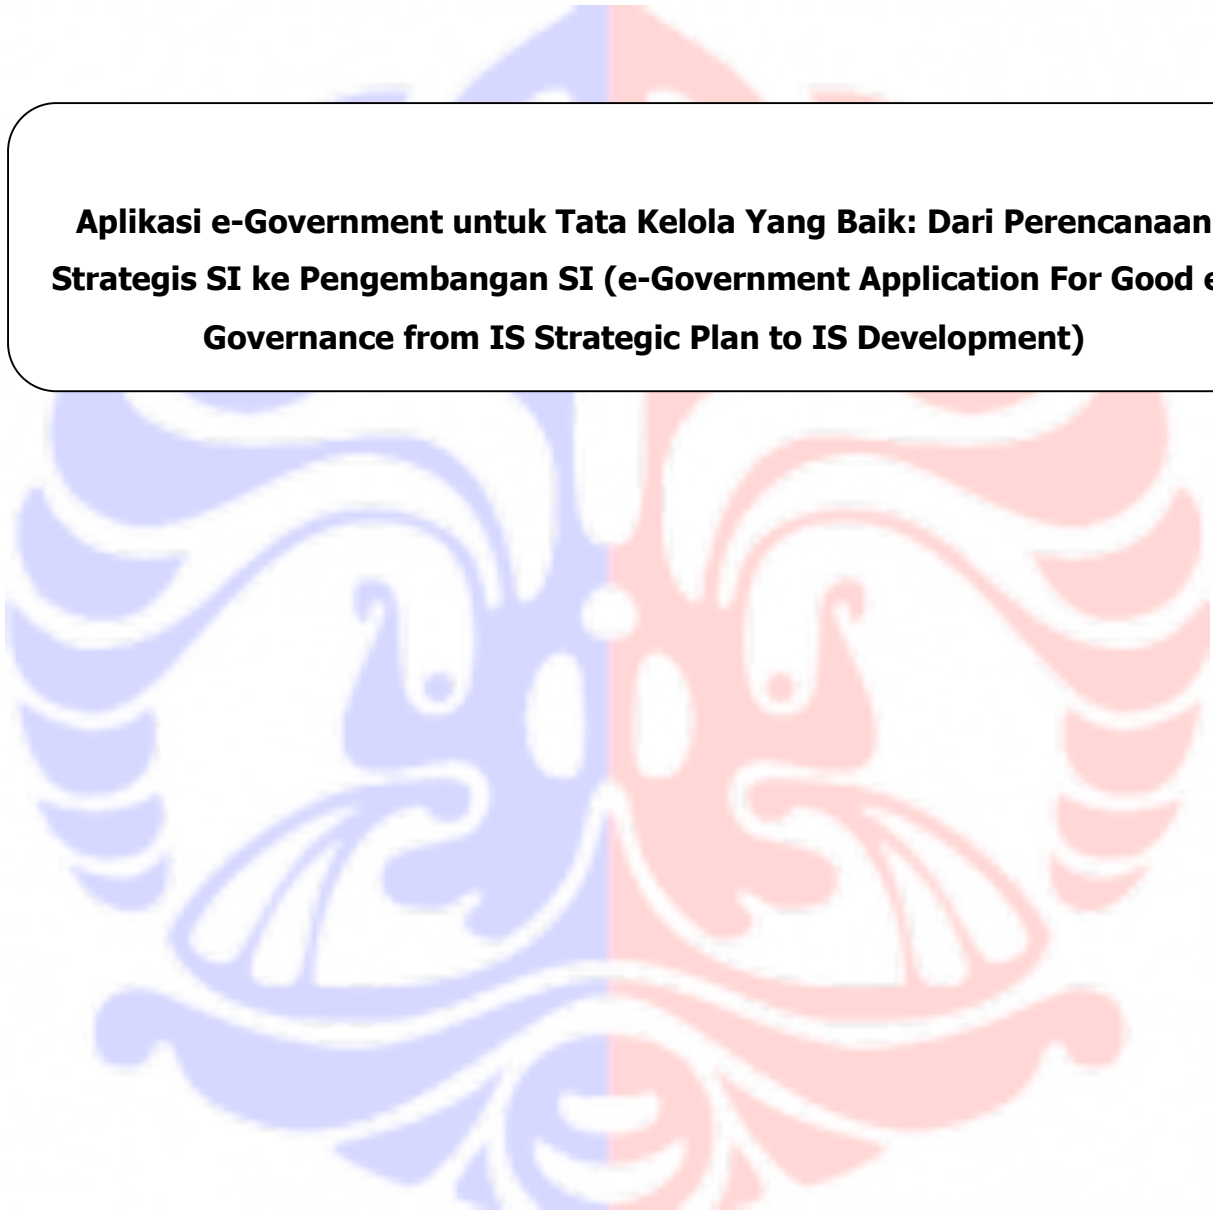 Aplikasi e-Government untuk Tata Kelola Yang Baik: Dari Perencanaan
Strategis SI ke Pengembangan SI (e-Government Application For Good e
Governance from IS Strategic Plan to IS Development)